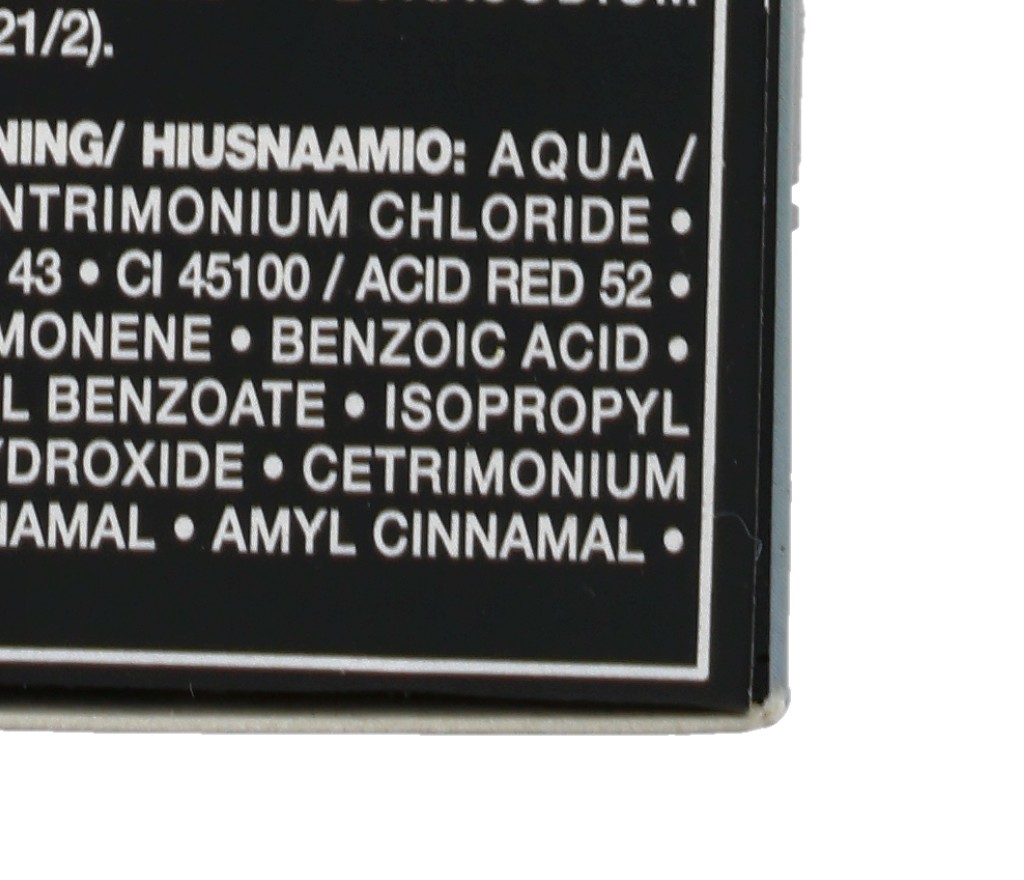 21/2).
NING/ HIUSNAAMIO: AQUA /
NTRIMONIUM CHLORIDE •
43 • CI 45100 / ACID RED 52 •
MONENE • BENZOIC ACID •
L BENZOATE • ISOPROPYL
YDROXIDE • CETRIMONIUM
NAMAL • AMYL CINNAMAL •